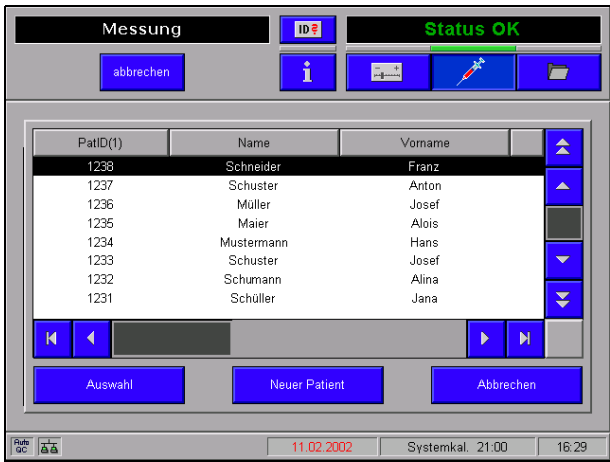 Messung ID? Status OK
abbrechen i - +
PatID(1) Name Vorname
1238 Schneider Franz
1237 Schuster Anton
1236 Müller Josef
1235 Maier Alois
1234 Mustermann Hans
1233 Schuster Josef
1232 Schumann Alina
1231 Schüller Jana
Auswahl Neuer Patient Abbrechen
Auto
QC 11.02.2002 Systemkal. 21:00 16:29